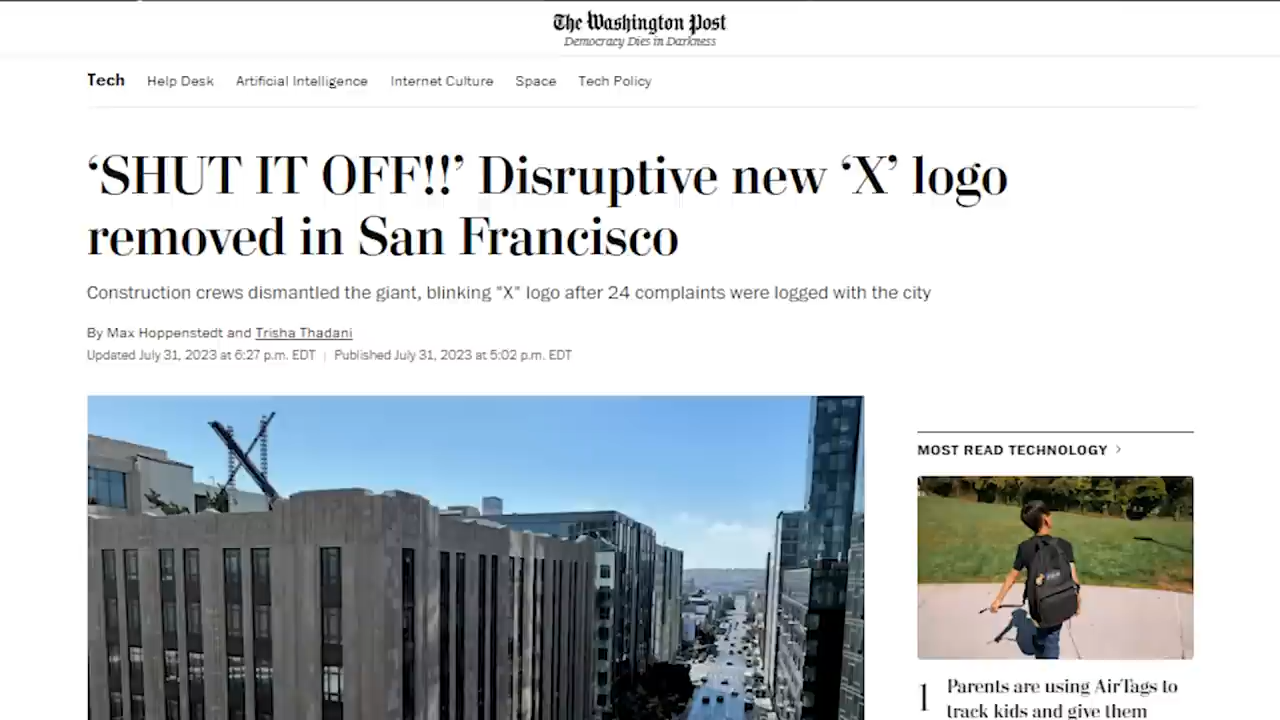 The Washington Post
Democracy Dies in Darkness
Tech Help Desk Artificial Intelligence Internet Culture Space Tech Policy
‘SHUT IT OFF!!’ Disruptive new ‘X’ logo
removed in San Francisco
Construction crews dismantled the giant, blinking "X" logo after 24 complaints were logged with the city
By Max Hoppenstedt and Trisha Thadani
Updated July 31, 2023 at 6:27 p.m. EDT | Published July 31, 2023 at 5:02 p.m. EDT
MOST READ TECHNOLOGY >
1 Parents are using AirTags to
track kids and give them